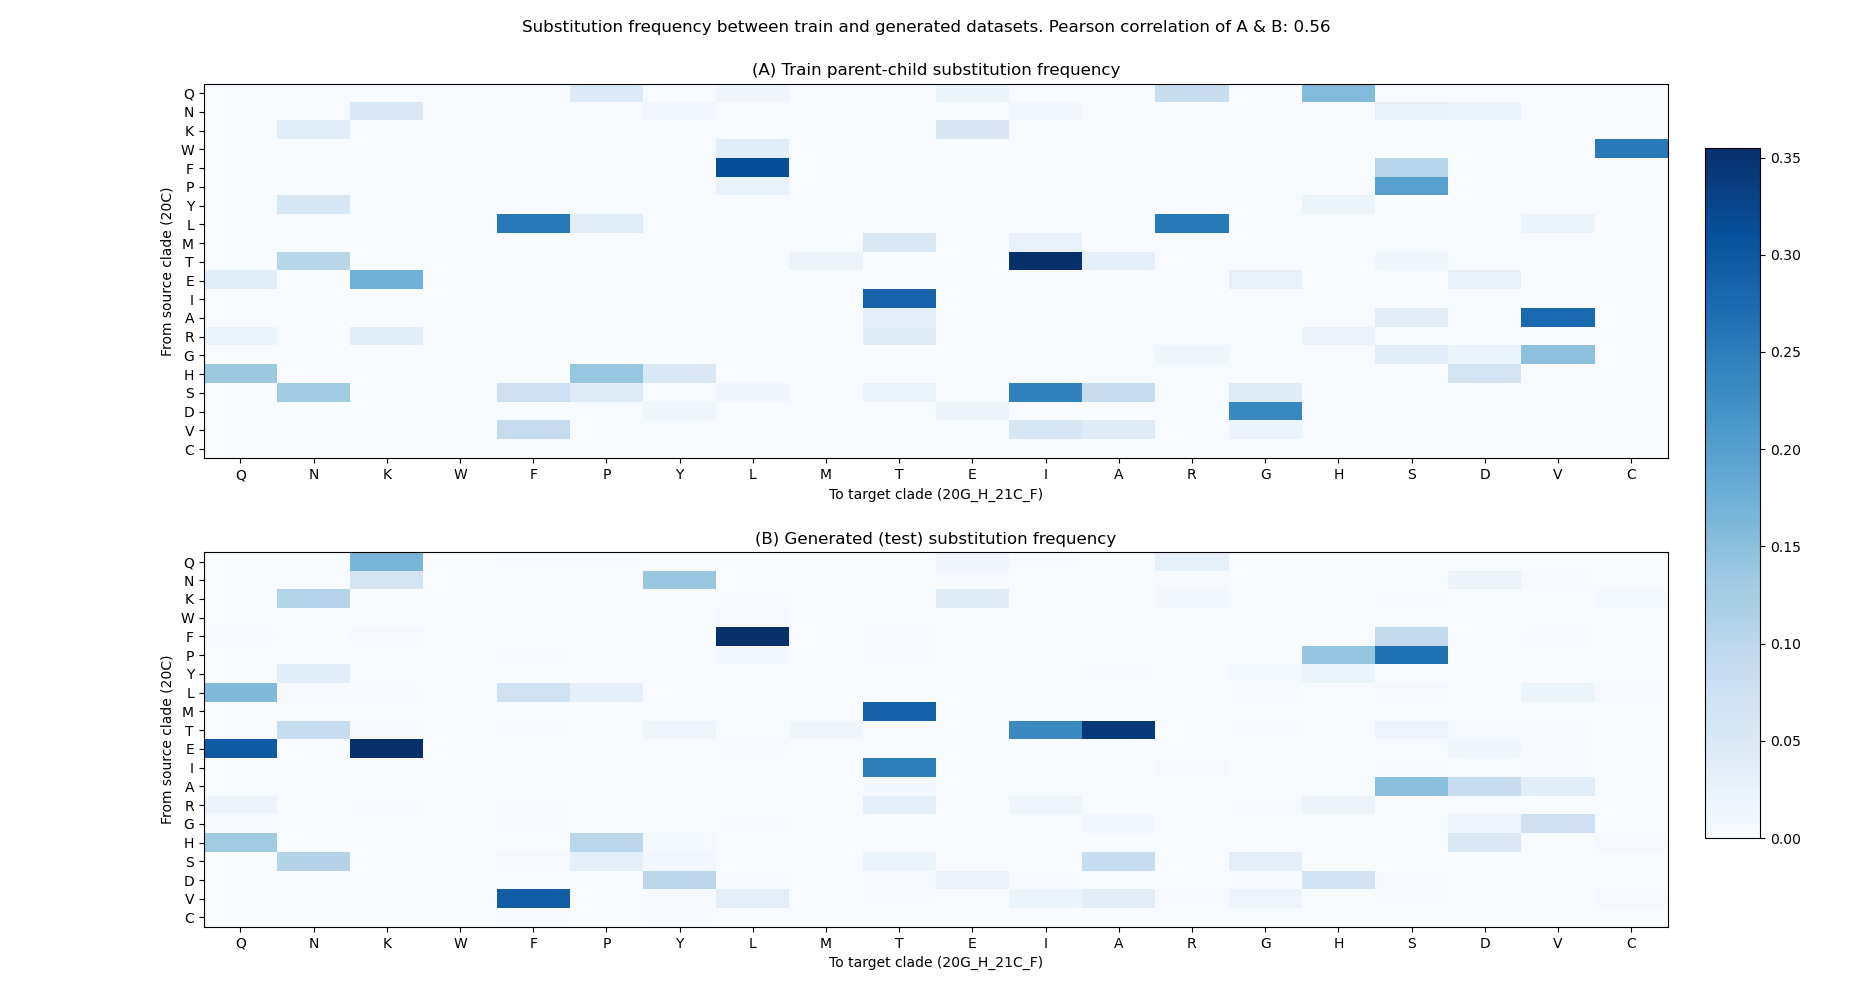 Substitution frequency between train and generated datasets. Pearson correlation of A & B: 0.56
(A) Train parent-child substitution frequency
From source clade (20C)
Q
N
K
W
F
P
Y
L
M
T
E
I
A
R
G
H
S
D
V
C
Q N K W F P Y L M T E I A R G H S D V C
To target clade (20G_H_21C_F)
(B) Generated (test) substitution frequency
From source clade (20C)
Q
N
K
W
F
P
Y
L
M
T
E
I
A
R
G
H
S
D
V
C
Q N K W F P Y L M T E I A R G H S D V C
To target clade (20G_H_21C_F)
0.35
0.30
0.25
0.20
0.15
0.10
0.05
0.00